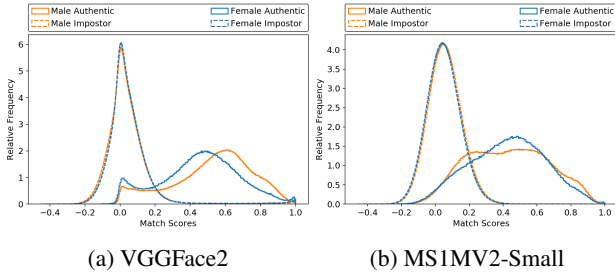 Male Authentic
Male Impostor
Female Authentic
Female Impostor
Relative Frequency
6
5
4
3
2
1
0
−0.4 −0.2 0.0 0.2 0.4 0.6 0.8 1.0
Match Scores
(a) VGGFace2
Male Authentic
Male Impostor
Female Authentic
Female Impostor
Relative Frequency
4.0
3.5
3.0
2.5
2.0
1.5
1.0
0.5
0.0
−0.4 −0.2 0.0 0.2 0.4 0.6 0.8 1.0
Match Scores
(b) MS1MV2-Small